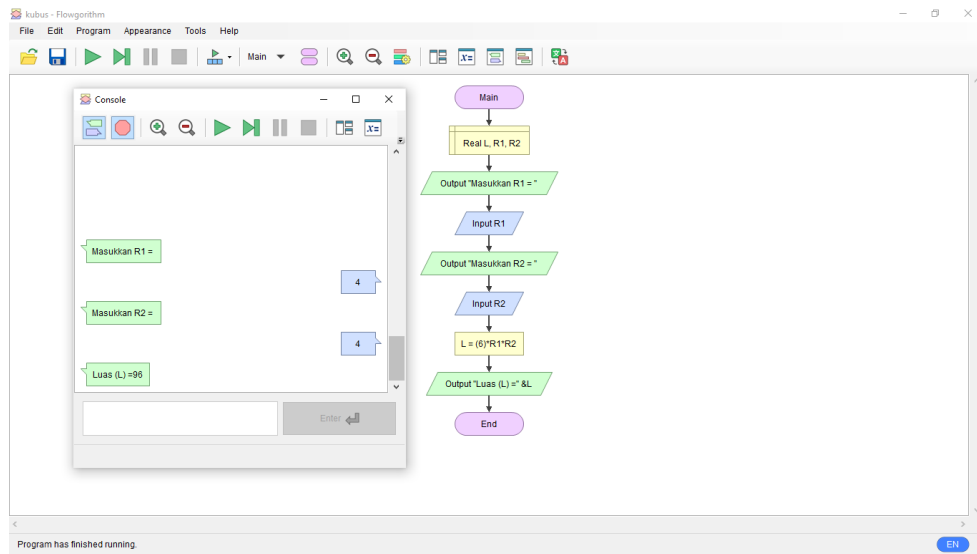 kubus - Flowgorithm
File Edit Program Appearance Tools Help
Main
Console
Masukkan R1 =
4
Masukkan R2 =
4
Luas (L) =96
Enter
Main
Real L, R1, R2
Output "Masukkan R1 = "
Input R1
Output "Masukkan R2 = "
Input R2
L = (6)*R1*R2
Output "Luas (L) =" &L
End
Program has finished running.
EN